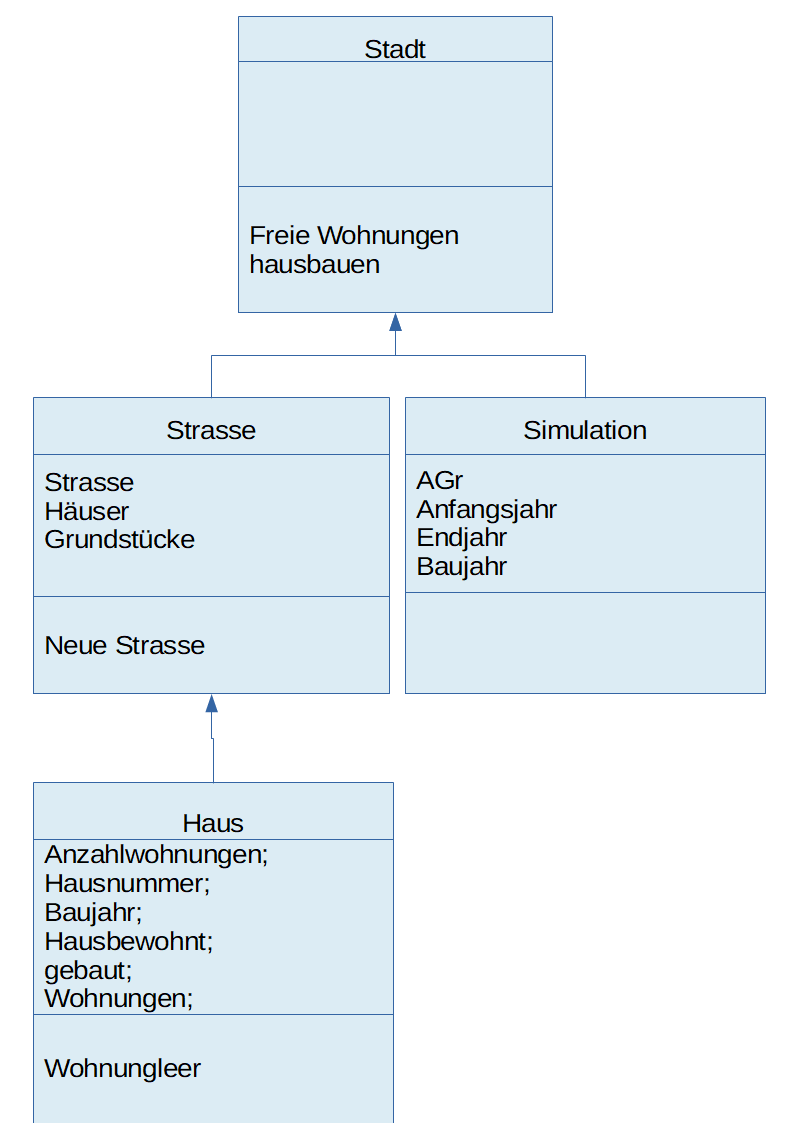 Stadt
Freie Wohnungen
hausbauen
Strasse
Strasse
Häuser
Grundstücke
Neue Strasse
Simulation
AGr
Anfangsjahr
Endjahr
Baujahr
Haus
Anzahlwohnungen;
Hausnummer;
Baujahr;
Hausbewohnt;
gebaut;
Wohnungen;
Wohnungleer